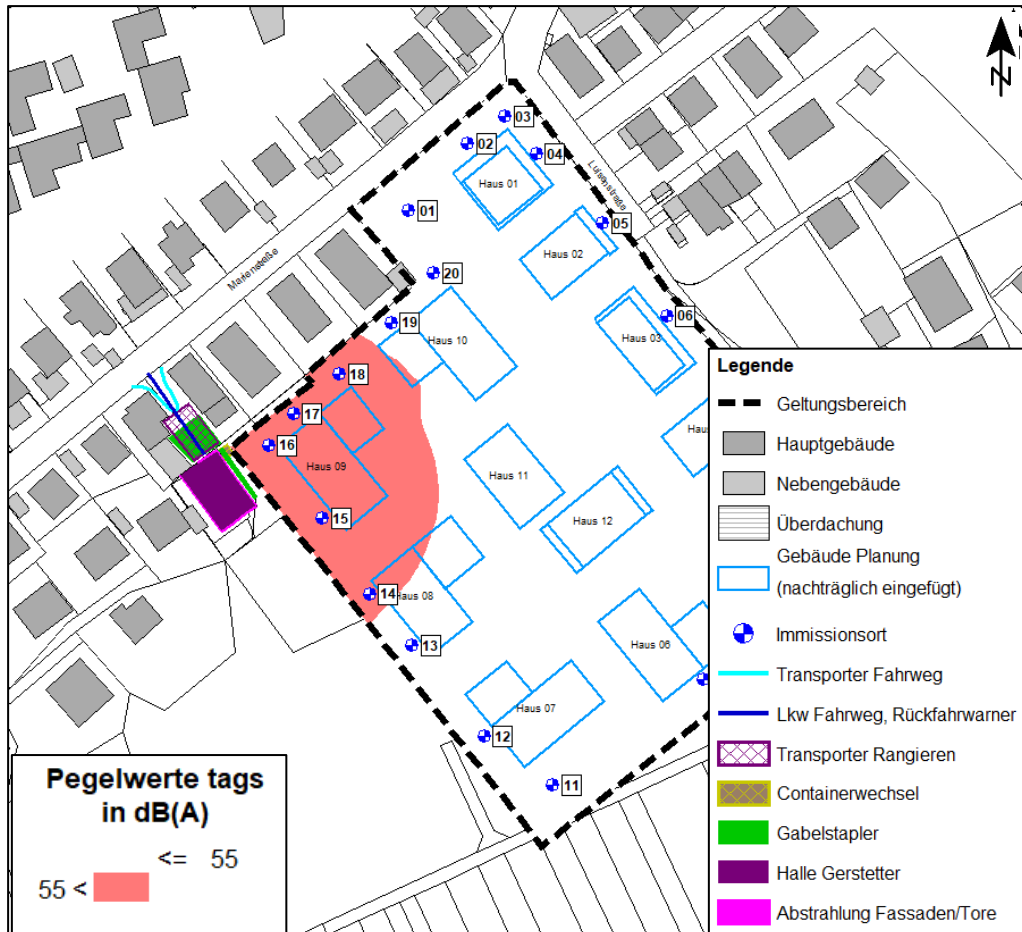 N
03
02
04
Haus 01
Luisenstraße
01
05
Haus 02
Marienstraße
20
06
19
Haus 10
Haus 03
18
17
16
Haus 09
Haus 11
15
Haus 12
14
Haus 08
13
Haus 06
Haus 07
12
11
Legende
Geltungsbereich
Hauptgebäude
Nebengebäude
Überdachung
Gebäude Planung
(nachträglich eingefügt)
Immissionsort
Transporter Fahrweg
Lkw Fahrweg, Rückfahrwarner
Transporter Rangieren
Containerwechsel
Gabelstapler
Halle Gerstetter
Abstrahlung Fassaden/Tore
Pegelwerte tags
in dB(A)
<= 55
55 <